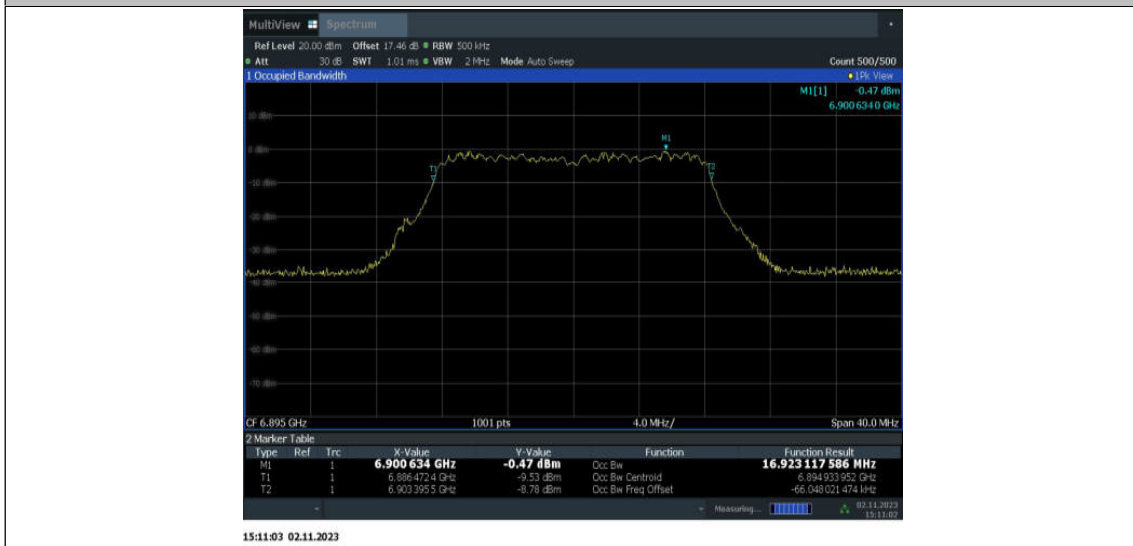 MultiView Spectrum
Ref Level 20.00 dBm Offset 17.46 dB RBW 500 kHz
Att 30 dB SWT 1.01 ms VBW 2 MHz Mode Auto Sweep Count 500/500
1 Occupied Bandwidth 1Pk View
M1[1] -0.47 dBm
6.900 634 0 GHz
10 dBm
M1
0 dBm
T1 T2
-10 dBm
-20 dBm
-30 dBm
-40 dBm
-50 dBm
-60 dBm
-70 dBm
CF 6.895 GHz 1001 pts 4.0 MHz/ Span 40.0 MHz
2 Marker Table
Type Ref Trc X-Value Y-Value Function Function Result
M1 1 6.900 634 GHz -0.47 dBm Occ Bw 16.923 117 586 MHz
T1 1 6.886 472 4 GHz -9.53 dBm Occ Bw Centroid 6.894 933 952 GHz
T2 1 6.903 395 5 GHz -8.78 dBm Occ Bw Freq Offset -66.048 021 474 kHz
Measuring... 02.11.2023
15:11:02
15:11:03 02.11.2023